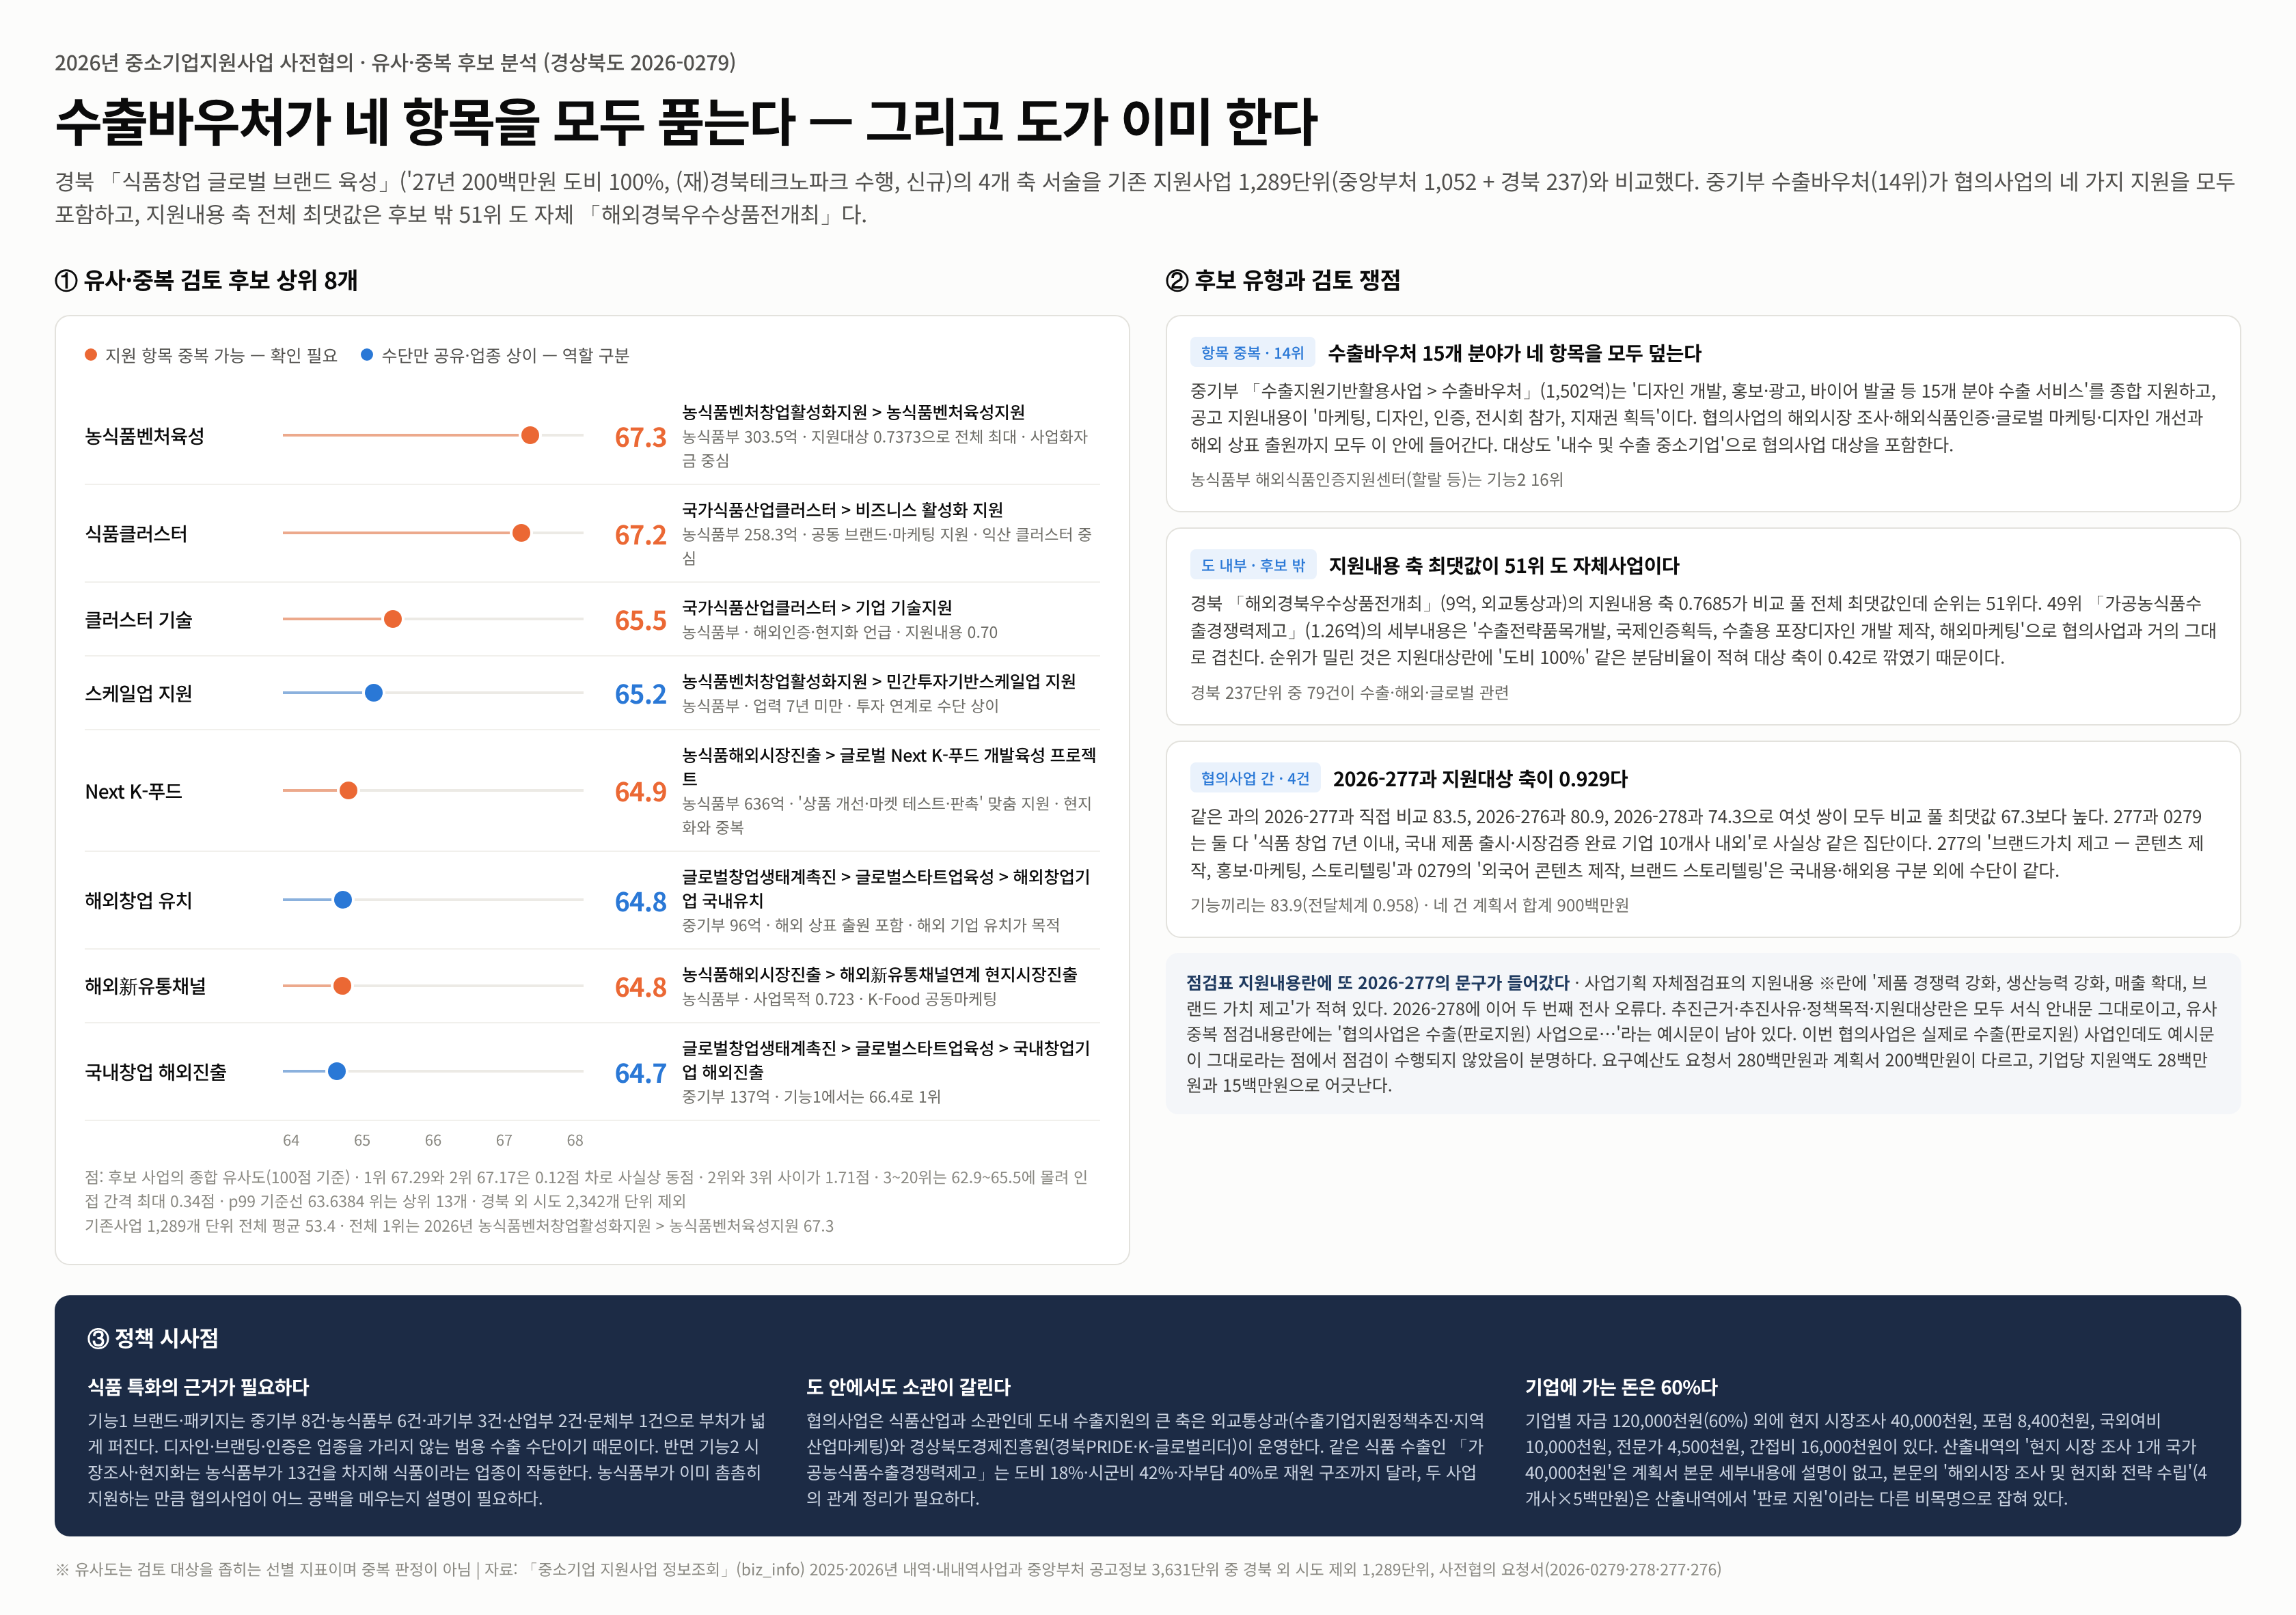 2026년 중소기업지원사업 사전협의 · 유사·중복 후보 분석 (경상북도 2026-0279)
수출바우처가 네 항목을 모두 품는다 — 그리고 도가 이미 한다
경북 「식품창업 글로벌 브랜드 육성」('27년 200백만원 도비 100%, (재)경북테크노파크 수행, 신규)의 4개 축 서술을 기존 지원사업 1,289단위(중앙부처 1,052 + 경북 237)와 비교했다. 중기부 수출바우처(14위)가 협의사업의 네 가지 지원을 모두
포함하고, 지원내용 축 전체 최댓값은 후보 밖 51위 도 자체 「해외경북우수상품전개최」다.
① 유사·중복 검토 후보 상위 8개
지원 항목 중복 가능 — 확인 필요
수단만 공유·업종 상이 — 역할 구분
농식품벤처육성
67.3
농식품벤처창업활성화지원 > 농식품벤처육성지원
농식품부 303.5억 · 지원대상 0.7373으로 전체 최대 · 사업화자
금 중심
식품클러스터
67.2
국가식품산업클러스터 > 비즈니스 활성화 지원
농식품부 258.3억 · 공동 브랜드·마케팅 지원 · 익산 클러스터 중
심
클러스터 기술
65.5
국가식품산업클러스터 > 기업 기술지원
농식품부 · 해외인증·현지화 언급 · 지원내용 0.70
스케일업 지원
65.2
농식품벤처창업활성화지원 > 민간투자기반스케일업 지원
농식품부 · 업력 7년 미만 · 투자 연계로 수단 상이
Next K-푸드
64.9
농식품해외시장진출 > 글로벌 Next K-푸드 개발육성 프로젝
트
농식품부 636억 · '상품 개선·마켓 테스트·판촉' 맞춤 지원 · 현지
화와 중복
해외창업 유치
64.8
글로벌창업생태계촉진 > 글로벌스타트업육성 > 해외창업기
업 국내유치
중기부 96억 · 해외 상표 출원 포함 · 해외 기업 유치가 목적
해외新유통채널
64.8
농식품해외시장진출 > 해외新유통채널연계 현지시장진출
농식품부 · 사업목적 0.723 · K-Food 공동마케팅
국내창업 해외진출
64.7
글로벌창업생태계촉진 > 글로벌스타트업육성 > 국내창업기
업 해외진출
중기부 137억 · 기능1에서는 66.4로 1위
64 65 66 67 68
점: 후보 사업의 종합 유사도(100점 기준) · 1위 67.29와 2위 67.17은 0.12점 차로 사실상 동점 · 2위와 3위 사이가 1.71점 · 3~20위는 62.9~65.5에 몰려 인
접 간격 최대 0.34점 · p99 기준선 63.6384 위는 상위 13개 · 경북 외 시도 2,342개 단위 제외
기존사업 1,289개 단위 전체 평균 53.4 · 전체 1위는 2026년 농식품벤처창업활성화지원 > 농식품벤처육성지원 67.3
② 후보 유형과 검토 쟁점
항목 중복 · 14위
수출바우처 15개 분야가 네 항목을 모두 덮는다
중기부 「수출지원기반활용사업 > 수출바우처」(1,502억)는 '디자인 개발, 홍보·광고, 바이어 발굴 등 15개 분야 수출 서비스'를 종합 지원하고,
공고 지원내용이 '마케팅, 디자인, 인증, 전시회 참가, 지재권 획득'이다. 협의사업의 해외시장 조사·해외식품인증·글로벌 마케팅·디자인 개선과
해외 상표 출원까지 모두 이 안에 들어간다. 대상도 '내수 및 수출 중소기업'으로 협의사업 대상을 포함한다.
농식품부 해외식품인증지원센터(할랄 등)는 기능2 16위
도 내부 · 후보 밖
지원내용 축 최댓값이 51위 도 자체사업이다
경북 「해외경북우수상품전개최」(9억, 외교통상과)의 지원내용 축 0.7685가 비교 풀 전체 최댓값인데 순위는 51위다. 49위 「가공농식품수
출경쟁력제고」(1.26억)의 세부내용은 '수출전략품목개발, 국제인증획득, 수출용 포장디자인 개발 제작, 해외마케팅'으로 협의사업과 거의 그대
로 겹친다. 순위가 밀린 것은 지원대상란에 '도비 100%' 같은 분담비율이 적혀 대상 축이 0.42로 깎였기 때문이다.
경북 237단위 중 79건이 수출·해외·글로벌 관련
협의사업 간 · 4건
2026-277과 지원대상 축이 0.929다
같은 과의 2026-277과 직접 비교 83.5, 2026-276과 80.9, 2026-278과 74.3으로 여섯 쌍이 모두 비교 풀 최댓값 67.3보다 높다. 277과 0279
는 둘 다 '식품 창업 7년 이내, 국내 제품 출시·시장검증 완료 기업 10개사 내외'로 사실상 같은 집단이다. 277의 '브랜드가치 제고 — 콘텐츠 제
작, 홍보·마케팅, 스토리텔링'과 0279의 '외국어 콘텐츠 제작, 브랜드 스토리텔링'은 국내용·해외용 구분 외에 수단이 같다.
기능끼리는 83.9(전달체계 0.958) · 네 건 계획서 합계 900백만원
점검표 지원내용란에 또 2026-277의 문구가 들어갔다 · 사업기획 자체점검표의 지원내용 ※란에 '제품 경쟁력 강화, 생산능력 강화, 매출 확대, 브
랜드 가치 제고'가 적혀 있다. 2026-278에 이어 두 번째 전사 오류다. 추진근거·추진사유·정책목적·지원대상란은 모두 서식 안내문 그대로이고, 유사
중복 점검내용란에는 '협의사업은 수출(판로지원) 사업으로…'라는 예시문이 남아 있다. 이번 협의사업은 실제로 수출(판로지원) 사업인데도 예시문
이 그대로라는 점에서 점검이 수행되지 않았음이 분명하다. 요구예산도 요청서 280백만원과 계획서 200백만원이 다르고, 기업당 지원액도 28백만
원과 15백만원으로 어긋난다.
③ 정책 시사점
식품 특화의 근거가 필요하다
기능1 브랜드·패키지는 중기부 8건·농식품부 6건·과기부 3건·산업부 2건·문체부 1건으로 부처가 넓
게 퍼진다. 디자인·브랜딩·인증은 업종을 가리지 않는 범용 수출 수단이기 때문이다. 반면 기능2 시
장조사·현지화는 농식품부가 13건을 차지해 식품이라는 업종이 작동한다. 농식품부가 이미 촘촘히
지원하는 만큼 협의사업이 어느 공백을 메우는지 설명이 필요하다.
도 안에서도 소관이 갈린다
협의사업은 식품산업과 소관인데 도내 수출지원의 큰 축은 외교통상과(수출기업지원정책추진·지역
산업마케팅)와 경상북도경제진흥원(경북PRIDE·K-글로벌리더)이 운영한다. 같은 식품 수출인 「가
공농식품수출경쟁력제고」는 도비 18%·시군비 42%·자부담 40%로 재원 구조까지 달라, 두 사업
의 관계 정리가 필요하다.
기업에 가는 돈은 60%다
기업별 자금 120,000천원(60%) 외에 현지 시장조사 40,000천원, 포럼 8,400천원, 국외여비
10,000천원, 전문가 4,500천원, 간접비 16,000천원이 있다. 산출내역의 '현지 시장 조사 1개 국가
40,000천원'은 계획서 본문 세부내용에 설명이 없고, 본문의 '해외시장 조사 및 현지화 전략 수립'(4
개사×5백만원)은 산출내역에서 '판로 지원'이라는 다른 비목명으로 잡혀 있다.
※ 유사도는 검토 대상을 좁히는 선별 지표이며 중복 판정이 아님 | 자료: 「중소기업 지원사업 정보조회」(biz_info) 2025·2026년 내역·내내역사업과 중앙부처 공고정보 3,631단위 중 경북 외 시도 제외 1,289단위, 사전협의 요청서(2026-0279·278·277·276)